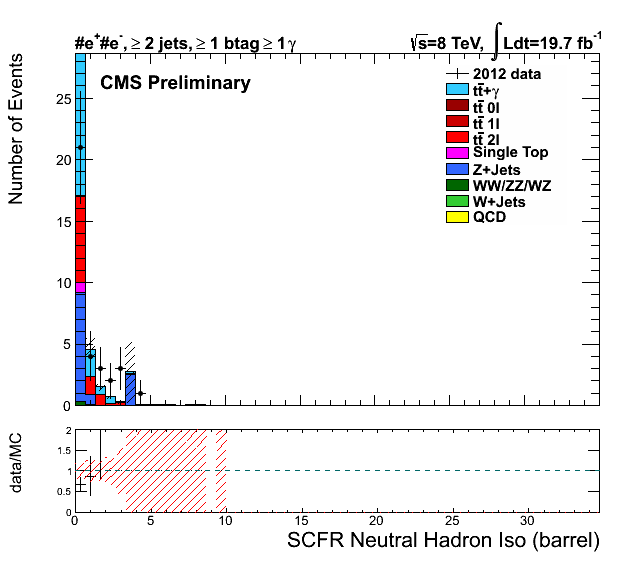 #e+#e-, ≥ 2 jets, ≥ 1 btag ≥ 1 γ
√s=8 TeV, ∫ Ldt=19.7 fb-1
CMS Preliminary
2012 data
tt̄+γ
tt̄ 0l
tt̄ 1l
tt̄ 2l
Single Top
Z+Jets
WW/ZZ/WZ
W+Jets
QCD
Number of Events
25
20
15
10
5
0
data/MC
2
1.5
1
0.5
0
0 5 10 15 20 25 30
SCFR Neutral Hadron Iso (barrel)